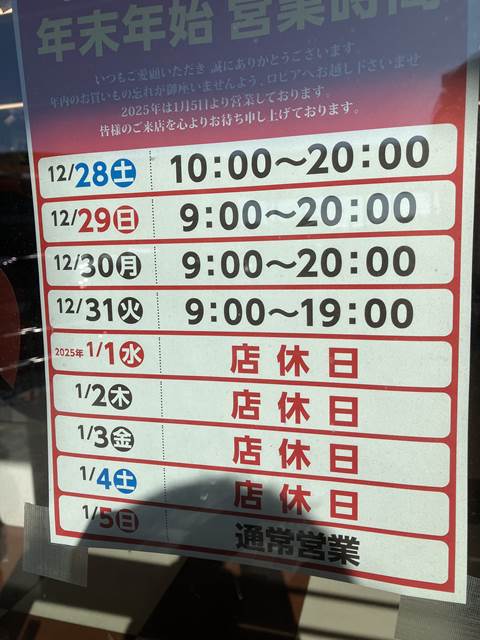 年末年始 営業時間
いつもご愛顧いただき 誠にありがとうございます
年内のお買いもの忘れが御座いませんよう、ロピアへお越し下さいませ
2025年は1月5日より営業しております。
皆様のご来店を心よりお待ち申し上げております。
12/28土 10:00～20:00
12/29日 9:00～20:00
12/30月 9:00～20:00
12/31火 9:00～19:00
2025年 1/1水 店休日
1/2木 店休日
1/3金 店休日
1/4土 店休日
1/5日 通常営業